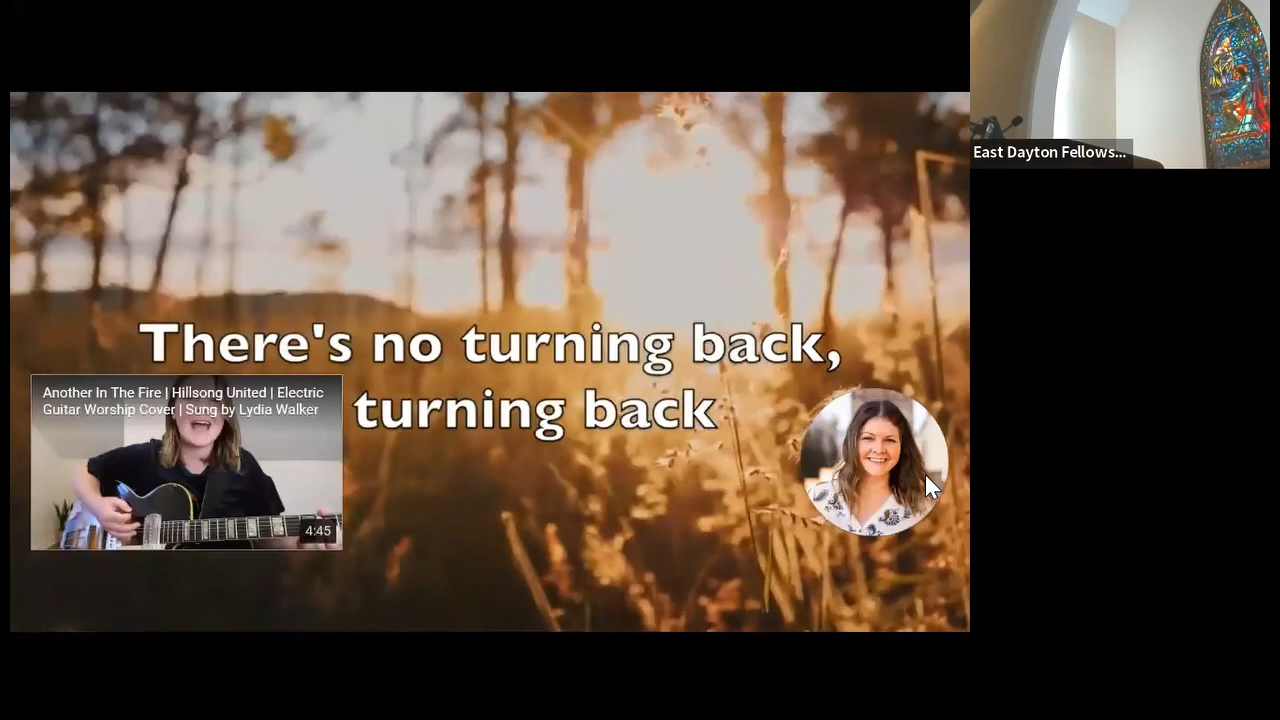 East Dayton Fellows...
There's no turning back,
turning back
Another In The Fire | Hillsong United | Electric
Guitar Worship Cover | Sung by Lydia Walker
4:45